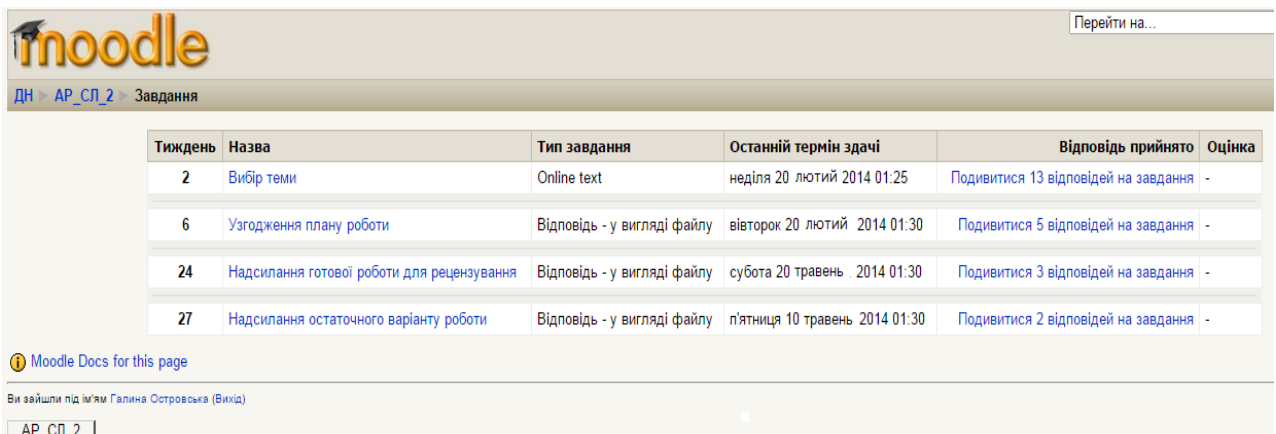 moodle
Перейти на...
ДН ► АР_СЛ_2 ► Завдання
Тиждень Назва Тип завдання Останній термін здачі Відповідь прийнято Оцінка
2 Вибір теми Online text неділя 20 лютий 2014 01:25 Подивитися 13 відповідей на завдання -
6 Узгодження плану роботи Відповідь - у вигляді файлу вівторок 20 лютий 2014 01:30 Подивитися 5 відповідей на завдання -
24 Надсилання готової роботи для рецензування Відповідь - у вигляді файлу субота 20 травень 2014 01:30 Подивитися 3 відповідей на завдання -
27 Надсилання остаточного варіанту роботи Відповідь - у вигляді файлу п'ятниця 10 травень 2014 01:30 Подивитися 2 відповідей на завдання -
Moodle Docs for this page
Ви зайшли під ім'ям Галина Островська (Вихід)
АР_СЛ_2